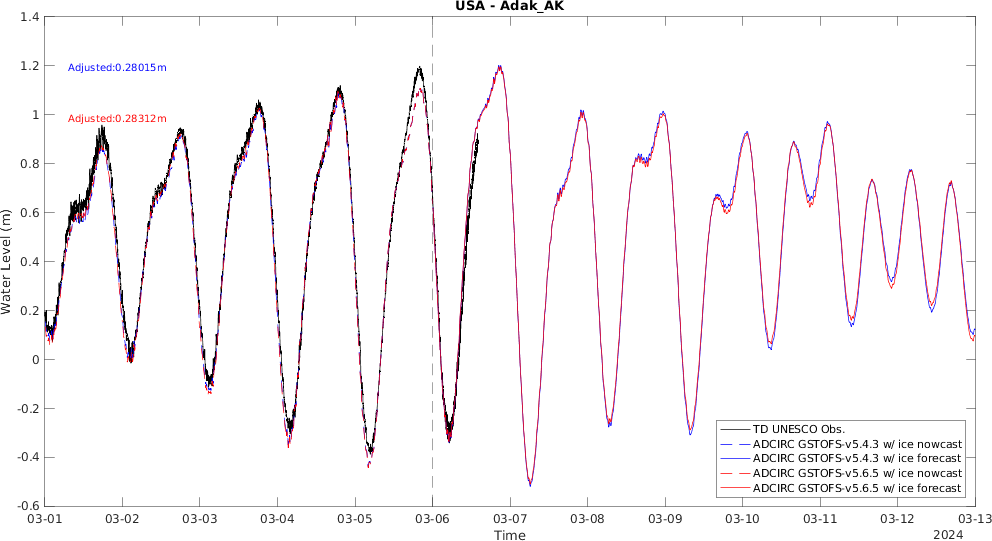 USA - Adak_AK
1.4
1.2
1
0.8
0.6
0.4
0.2
0
-0.2
-0.4
-0.6
Water Level (m)
Adjusted:0.28015m
Adjusted:0.28312m
TD UNESCO Obs.
ADCIRC GSTOFS-v5.4.3 w/ ice nowcast
ADCIRC GSTOFS-v5.4.3 w/ ice forecast
ADCIRC GSTOFS-v5.6.5 w/ ice nowcast
ADCIRC GSTOFS-v5.6.5 w/ ice forecast
03-01 03-02 03-03 03-04 03-05 03-06 03-07 03-08 03-09 03-10 03-11 03-12 03-13
Time
2024